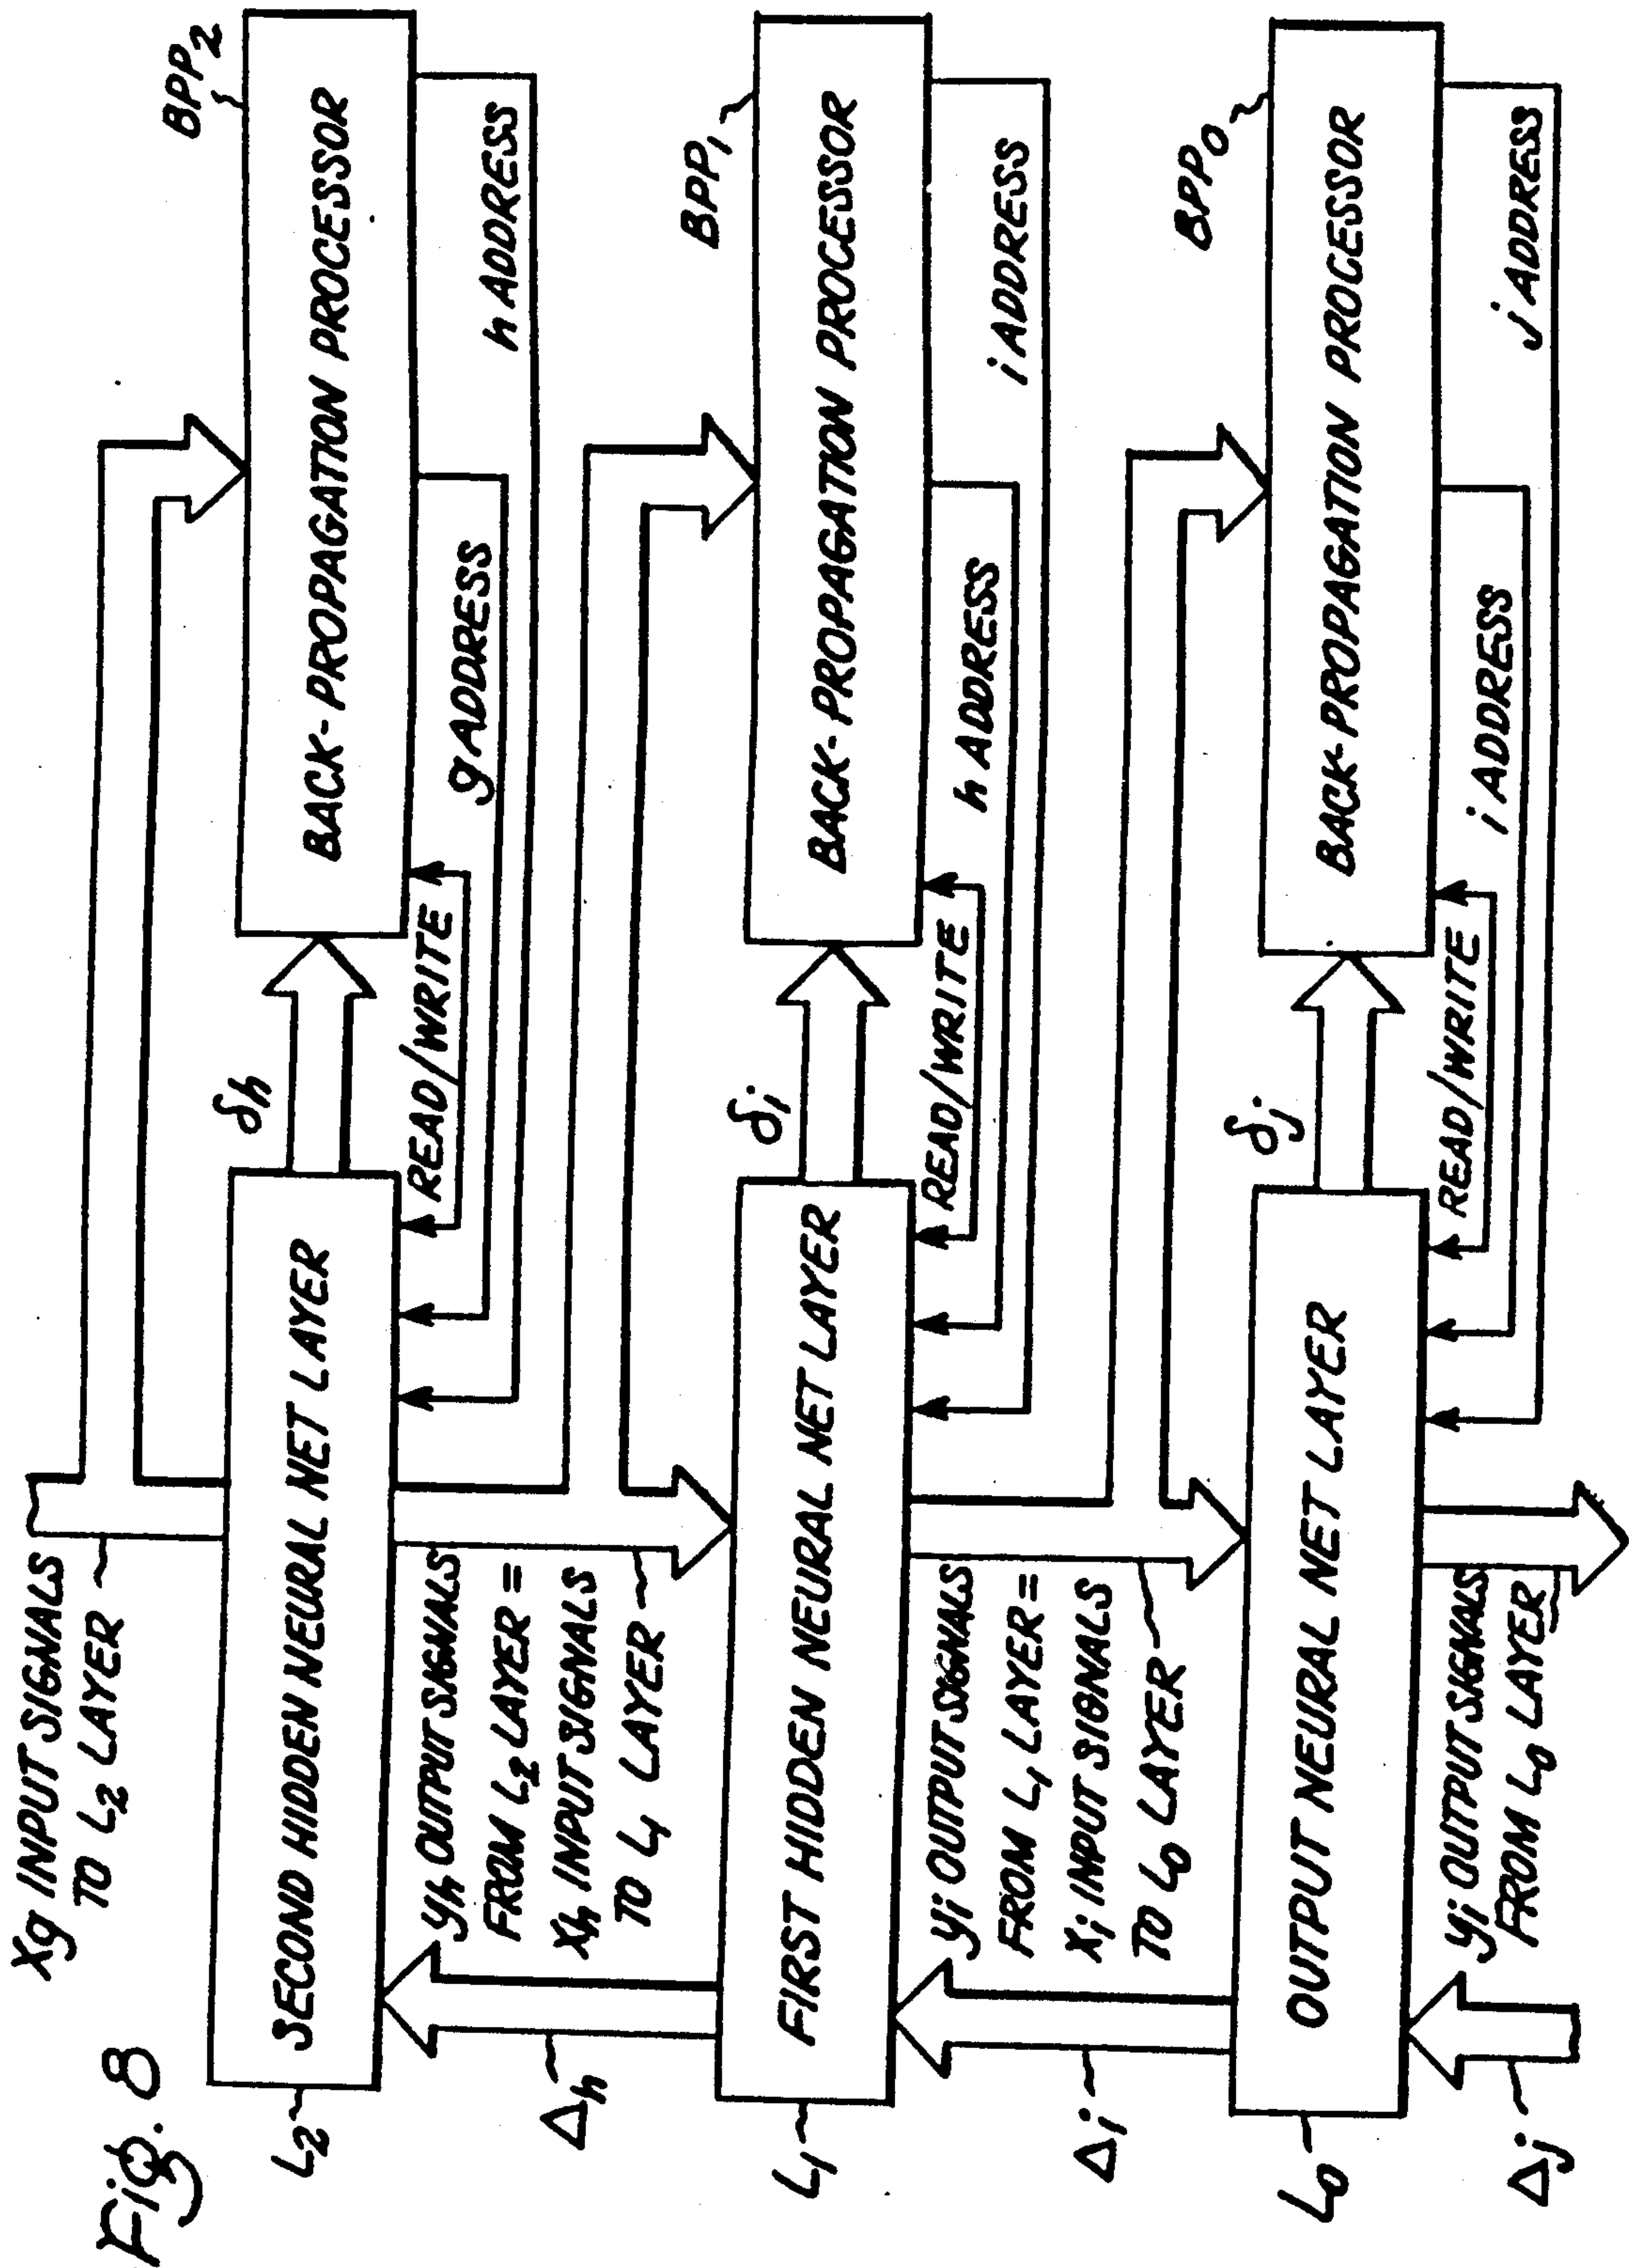 Fig. 8
Xg INPUT SIGNALS
TO L2 LAYER
BPP2
L2
SECOND HIDDEN NEURAL NET LAYER
δh
BACK-PROPAGATION PROCESSOR
READ/WRITE
g ADDRESS
h ADDRESS
Δh
yh OUTPUT SIGNALS
FROM L2 LAYER =
Xh INPUT SIGNALS
TO L1 LAYER
BPP1
L1
FIRST HIDDEN NEURAL NET LAYER
δi
BACK-PROPAGATION PROCESSOR
READ/WRITE
h ADDRESS
i ADDRESS
Δi
yi OUTPUT SIGNALS
FROM L1 LAYER =
Xi INPUT SIGNALS
TO L0 LAYER
BPP0
L0
OUTPUT NEURAL NET LAYER
δj
BACK-PROPAGATION PROCESSOR
READ/WRITE
i ADDRESS
j ADDRESS
Δj
yj OUTPUT SIGNALS
FROM L0 LAYER